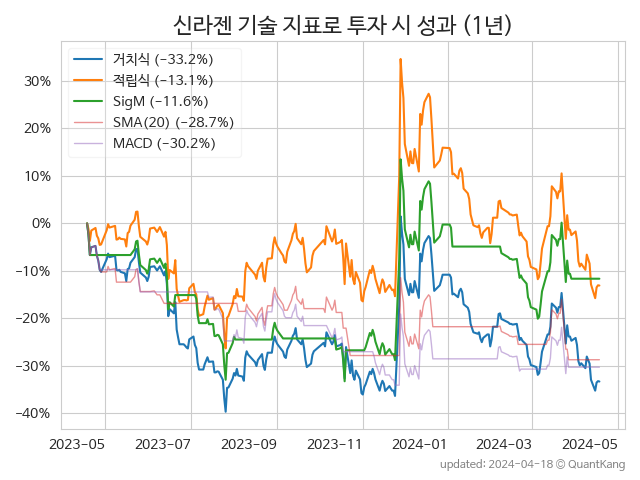 신라젠 기술 지표로 투자 시 성과 (1년)
거치식 (−33.2%)
적립식 (−13.1%)
SigM (−11.6%)
SMA(20) (−28.7%)
MACD (−30.2%)
30%
20%
10%
0%
−10%
−20%
−30%
−40%
2023-05 2023-07 2023-09 2023-11 2024-01 2024-03 2024-05
updated: 2024-04-18 ⓒ QuantKang